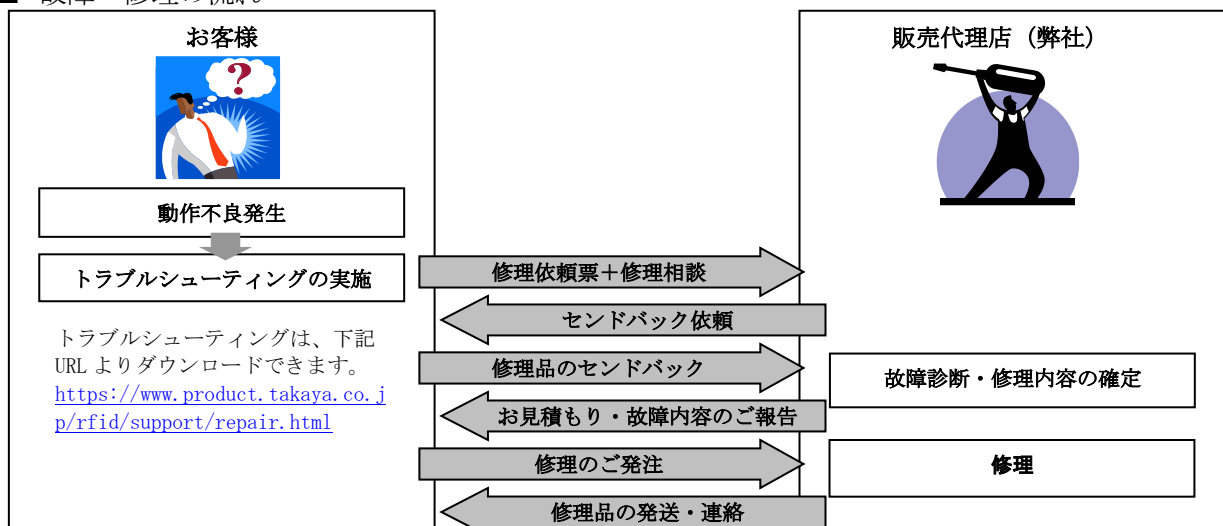 ■ 故障・修理の流れ
お客様
販売代理店（弊社）
?
動作不良発生
トラブルシューティングの実施
トラブルシューティングは、下記
URL よりダウンロードできます。
https://www.product.takaya.co.j
p/rfid/support/repair.html
修理依頼票＋修理相談
センドバック依頼
修理品のセンドバック
故障診断・修理内容の確定
お見積もり・故障内容のご報告
修理のご発注
修理
修理品の発送・連絡